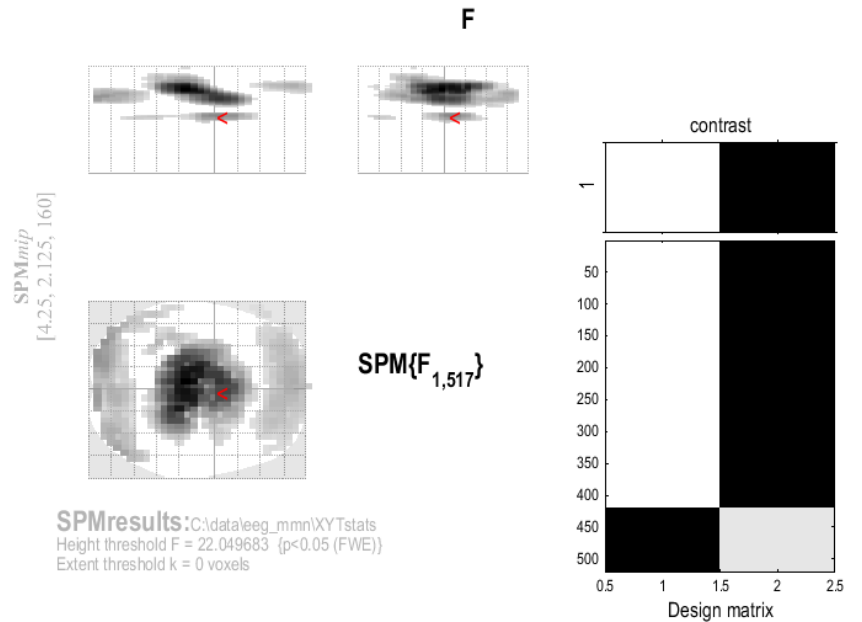 F
SPMmip
[4.25, 2.125, 160]
<
<
<
SPM{F1,517}
contrast
1
50
100
150
200
250
300
350
400
450
500
0.5 1 1.5 2 2.5
Design matrix
SPMresults: C:\data\eeg_mmn\XYTstats
Height threshold F = 22.049683 {p<0.05 (FWE)}
Extent threshold k = 0 voxels